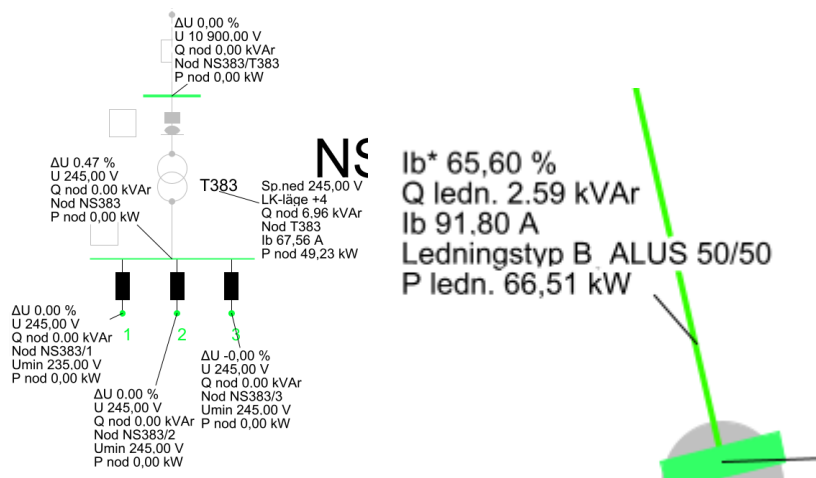 ΔU 0,00 %
U 10 900.00 V
Q nod 0.00 kVAr
Nod NS383/T383
P nod 0,00 kW
NS
ΔU 0.47 %
U 245,00 V
Q nod 0.00 kVAr
Nod NS383
P nod 0,00 kW
T383
Sp.ned 245,00 V
LK-läge +4
Q nod 6.96 kVAr
Nod T383
Ib 67,56 A
P nod 49,23 kW
ΔU 0.00 %
U 245,00 V
Q nod 0.00 kVAr
Nod NS383/1
Umin 235.00 V
P nod 0,00 kW
1
2
3
ΔU 0.00 %
U 245,00 V
Q nod 0.00 kVAr
Nod NS383/2
Umin 245,00 V
P nod 0,00 kW
ΔU -0,00 %
U 245,00 V
Q nod 0.00 kVAr
Nod NS383/3
Umin 245.00 V
P nod 0,00 kW
Ib* 65,60 %
Q ledn. 2.59 kVAr
Ib 91.80 A
Ledningstyp B ALUS 50/50
P ledn. 66,51 kW